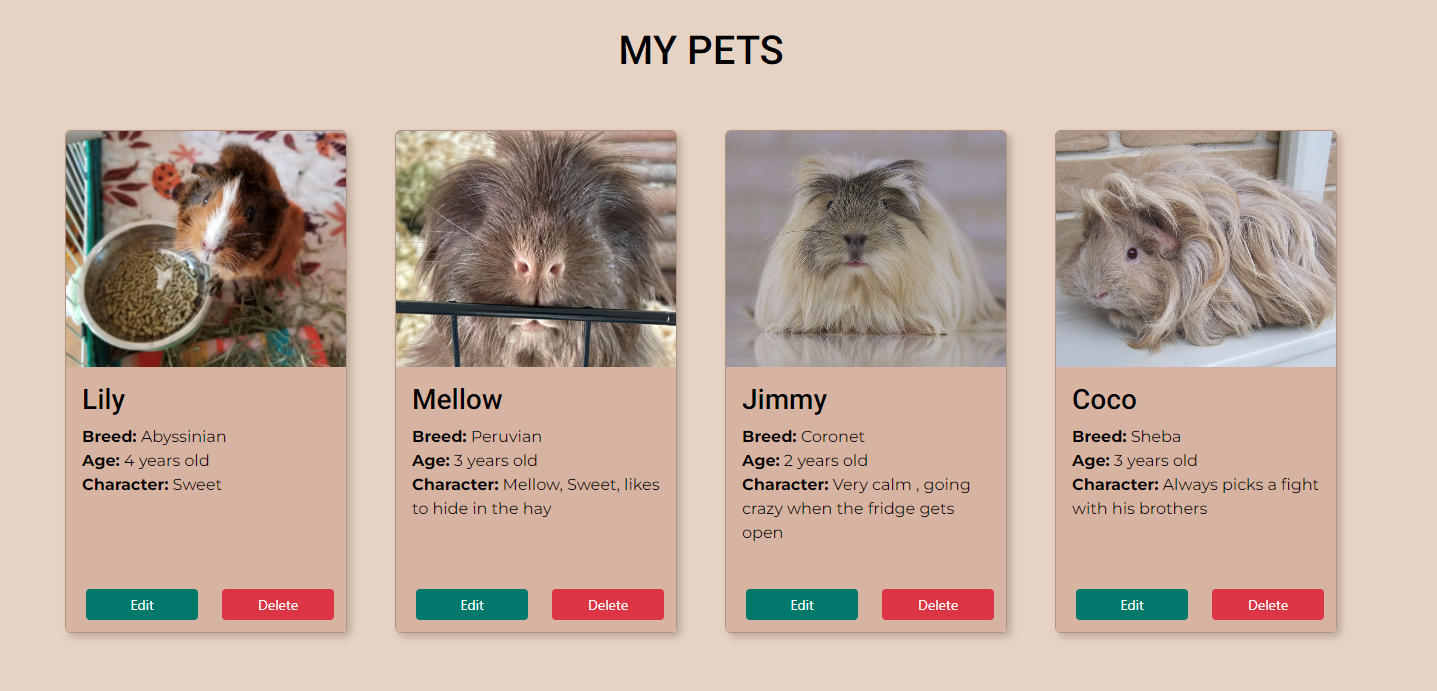 MY PETS
Lily
Breed: Abyssinian
Age: 4 years old
Character: Sweet
Edit
Delete
Mellow
Breed: Peruvian
Age: 3 years old
Character: Mellow, Sweet, likes
to hide in the hay
Edit
Delete
Jimmy
Breed: Coronet
Age: 2 years old
Character: Very calm , going
crazy when the fridge gets
open
Edit
Delete
Coco
Breed: Sheba
Age: 3 years old
Character: Always picks a fight
with his brothers
Edit
Delete